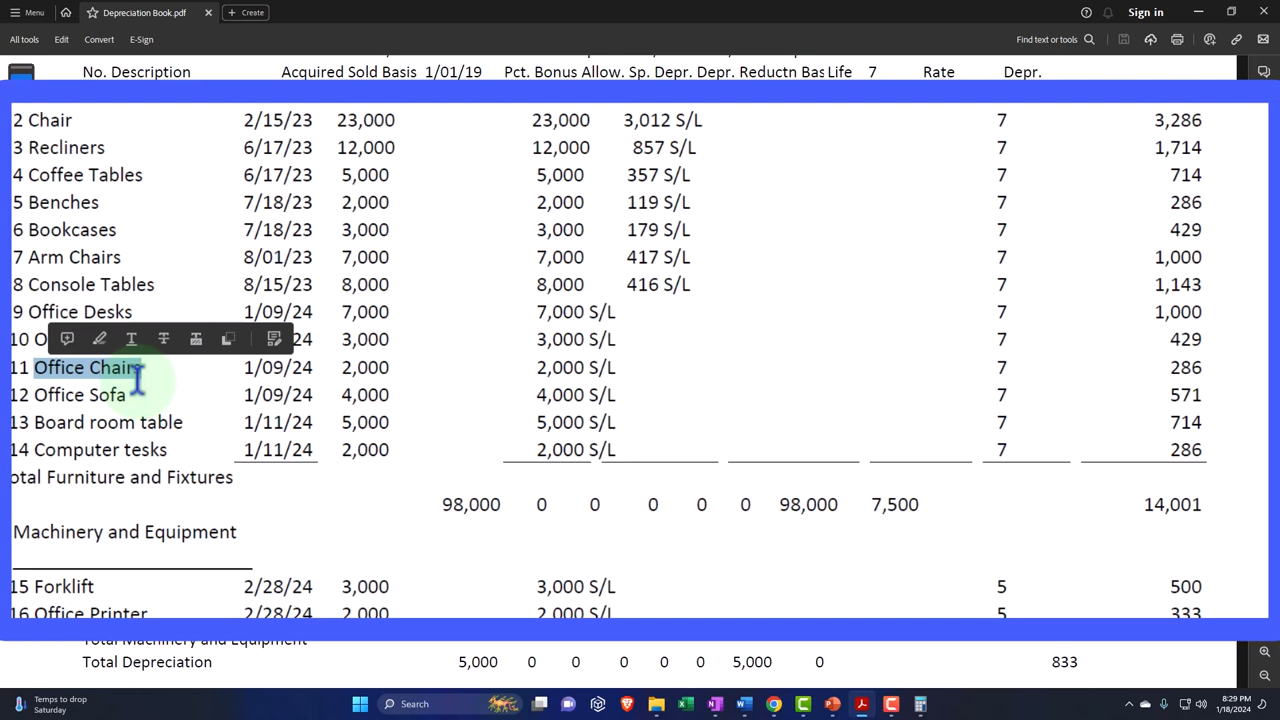 Menu Depreciation Book.pdf Create Sign in
All tools Edit Convert E-Sign Find text or tools
No. Description Acquired Sold Basis 1/01/19 Pct. Bonus Allow. Sp. Depr. Depr. Reductn Bas Life 7 Rate Depr.
2 Chair 2/15/23 23,000 23,000 3,012 S/L 7 3,286
3 Recliners 6/17/23 12,000 12,000 857 S/L 7 1,714
4 Coffee Tables 6/17/23 5,000 5,000 357 S/L 7 714
5 Benches 7/18/23 2,000 2,000 119 S/L 7 286
6 Bookcases 7/18/23 3,000 3,000 179 S/L 7 429
7 Arm Chairs 8/01/23 7,000 7,000 417 S/L 7 1,000
8 Console Tables 8/15/23 8,000 8,000 416 S/L 7 1,143
9 Office Desks 1/09/24 7,000 7,000 S/L 7 1,000
10 O 24 3,000 3,000 S/L 7 429
11 Office Chair 1/09/24 2,000 2,000 S/L 7 286
12 Office Sofa 1/09/24 4,000 4,000 S/L 7 571
13 Board room table 1/11/24 5,000 5,000 S/L 7 714
14 Computer tesks 1/11/24 2,000 2,000 S/L 7 286
otal Furniture and Fixtures
98,000 0 0 0 0 0 98,000 7,500 14,001
Machinery and Equipment
15 Forklift 2/28/24 3,000 3,000 S/L 5 500
16 Office Printer 2/28/24 2,000 2,000 S/L 5 333
Total Machinery and Equipment
Total Depreciation 5,000 0 0 0 0 0 5,000 0 833
Temps to drop
Saturday
Search
8:29 PM
1/18/2024